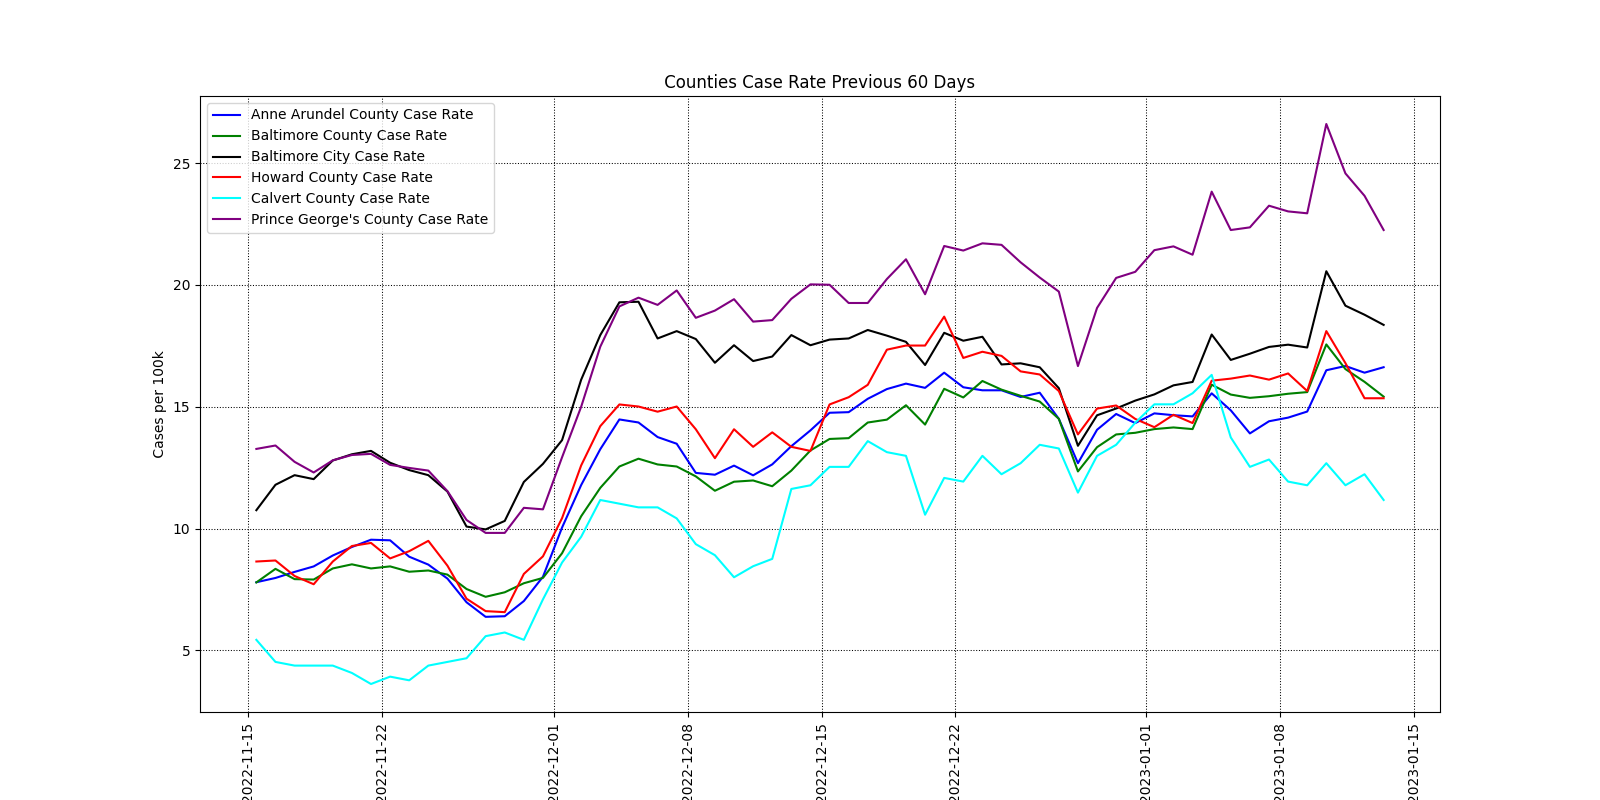 Counties Case Rate Previous 60 Days
Anne Arundel County Case Rate
Baltimore County Case Rate
Baltimore City Case Rate
Howard County Case Rate
Calvert County Case Rate
Prince George's County Case Rate
Cases per 100k
25
20
15
10
5
2022-11-15
2022-11-22
2022-12-01
2022-12-08
2022-12-15
2022-12-22
2023-01-01
2023-01-08
2023-01-15